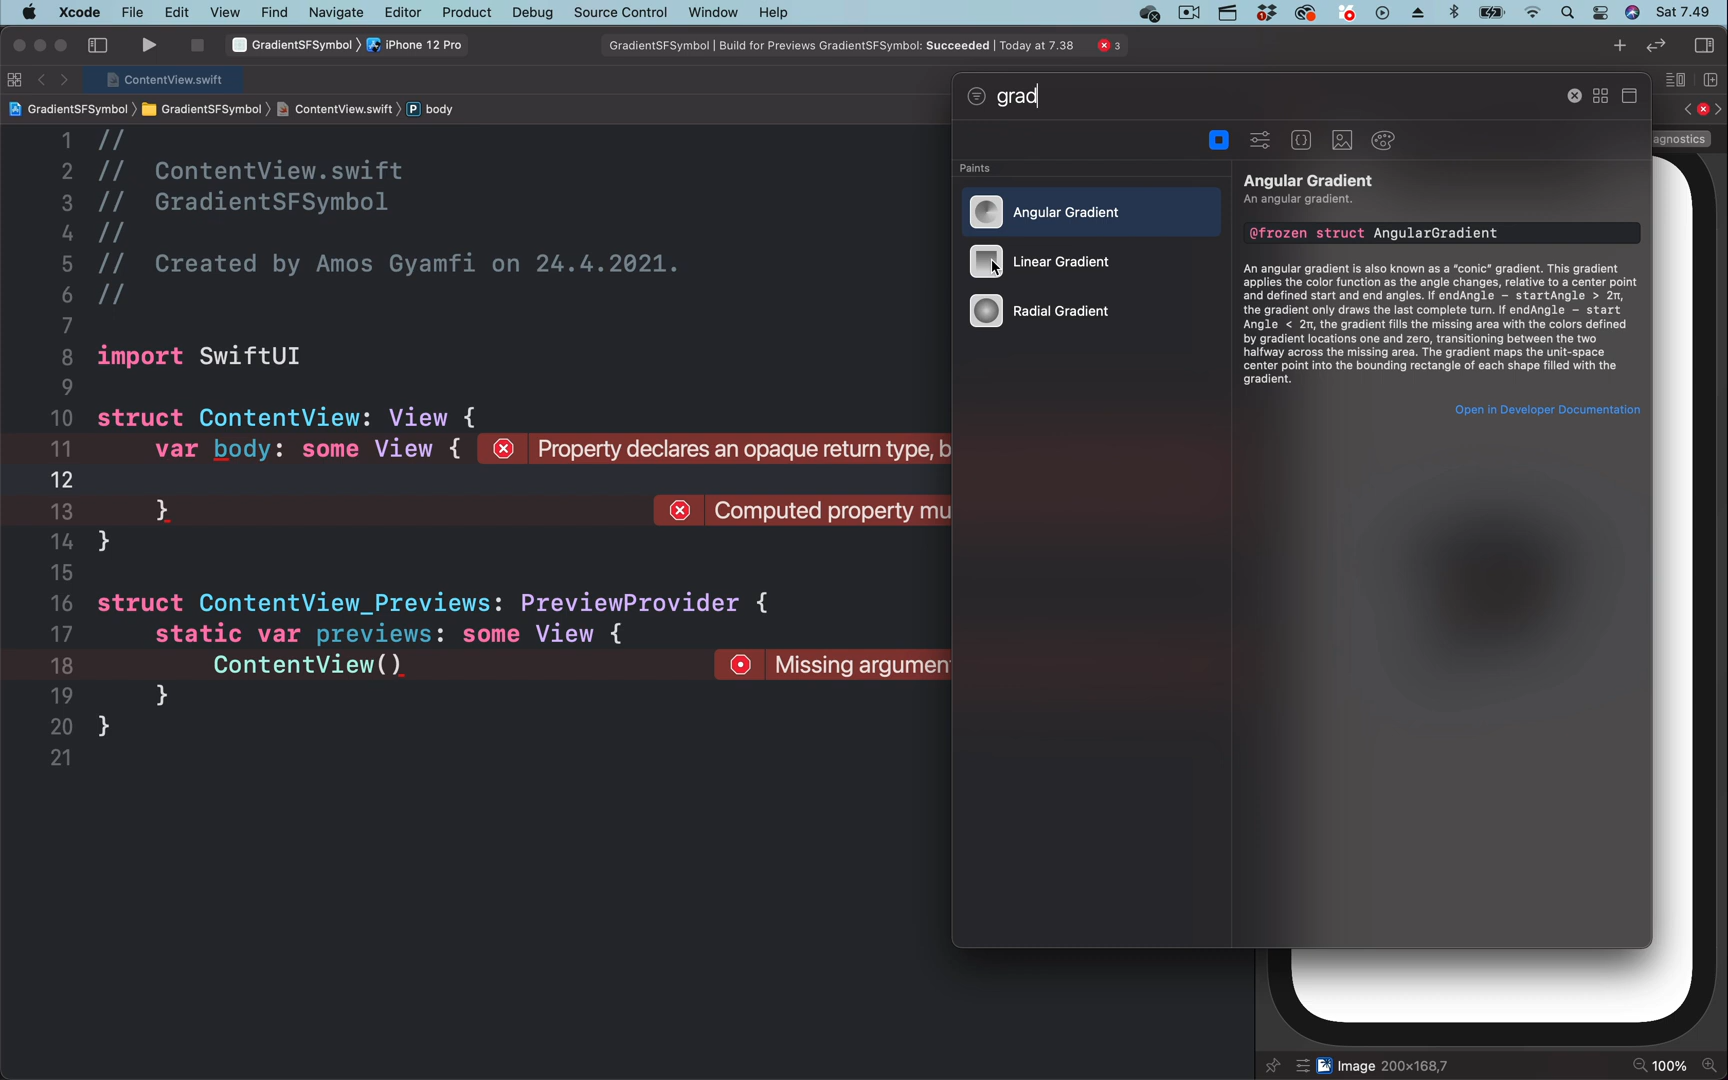 Xcode File Edit View Find Navigate Editor Product Debug Source Control Window Help Sat 7.49
GradientSFSymbol 〉 iPhone 12 Pro
GradientSFSymbol | Build for Previews GradientSFSymbol: Succeeded | Today at 7.38
3
ContentView.swift
GradientSFSymbol 〉 GradientSFSymbol 〉 ContentView.swift 〉 P body
1 //
2 //  ContentView.swift
3 //  GradientSFSymbol
4 //
5 //  Created by Amos Gyamfi on 24.4.2021.
6 //
7
8 import SwiftUI
9
10 struct ContentView: View {
11     var body: some View { Property declares an opaque return type, b
12
13     } Computed property mu
14 }
15
16 struct ContentView_Previews: PreviewProvider {
17     static var previews: some View {
18         ContentView() Missing argumen
19     }
20 }
21
grad
Paints
Angular Gradient
Linear Gradient
Radial Gradient
Angular Gradient
An angular gradient.
@frozen struct AngularGradient
An angular gradient is also known as a “conic” gradient. This gradient
applies the color function as the angle changes, relative to a center point
and defined start and end angles. If endAngle - startAngle > 2π,
the gradient only draws the last complete turn. If endAngle - start
Angle < 2π, the gradient fills the missing area with the colors defined
by gradient locations one and zero, transitioning between the two
halfway across the missing area. The gradient maps the unit-space
center point into the bounding rectangle of each shape filled with the
gradient.
Open in Developer Documentation
agnostics
Image 200×168,7
100%